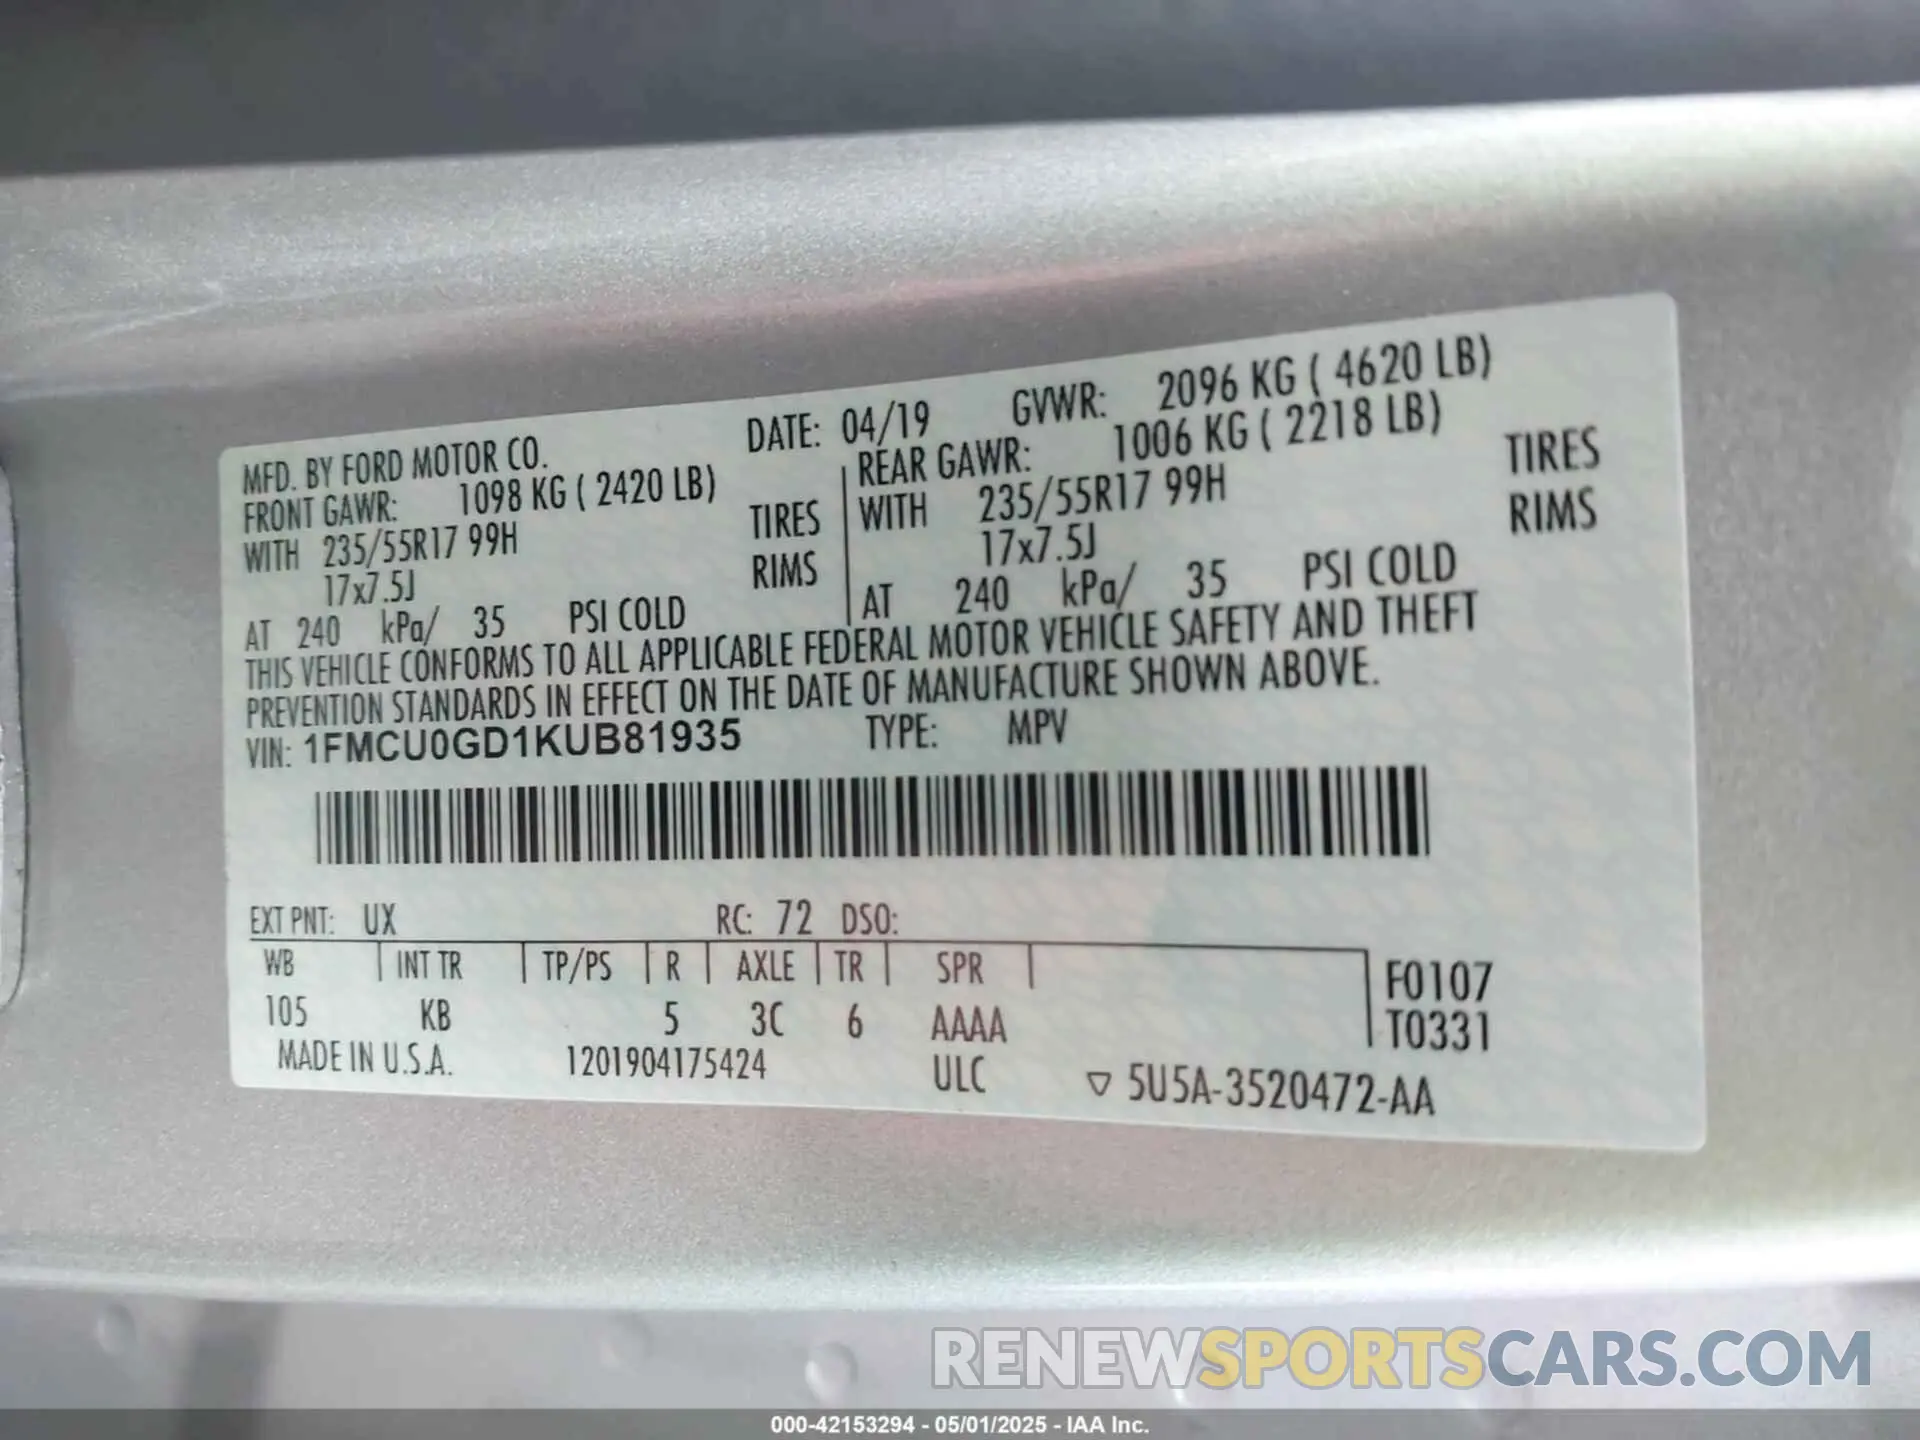 MFD. BY FORD MOTOR CO. DATE: 04/19 GVWR: 2096 KG ( 4620 LB)
FRONT GAWR: 1098 KG ( 2420 LB) REAR GAWR: 1006 KG ( 2218 LB)
WITH 235/55R17 99H TIRES WITH 235/55R17 99H TIRES
17x7.5J RIMS 17x7.5J RIMS
AT 240 kPa/ 35 PSI COLD AT 240 kPa/ 35 PSI COLD
THIS VEHICLE CONFORMS TO ALL APPLICABLE FEDERAL MOTOR VEHICLE SAFETY AND THEFT
PREVENTION STANDARDS IN EFFECT ON THE DATE OF MANUFACTURE SHOWN ABOVE.
VIN: 1FMCU0GD1KUB81935 TYPE: MPV
EXT PNT: UX RC: 72 DSO:
WB INT TR TP/PS R AXLE TR SPR F0107
105 KB 5 3C 6 AAAA T0331
MADE IN U.S.A. 1201904175424 ULC ▽ 5U5A-3520472-AA
RENEWSPORTSCARS.COM
000-42153294 - 05/01/2025 - IAA Inc.